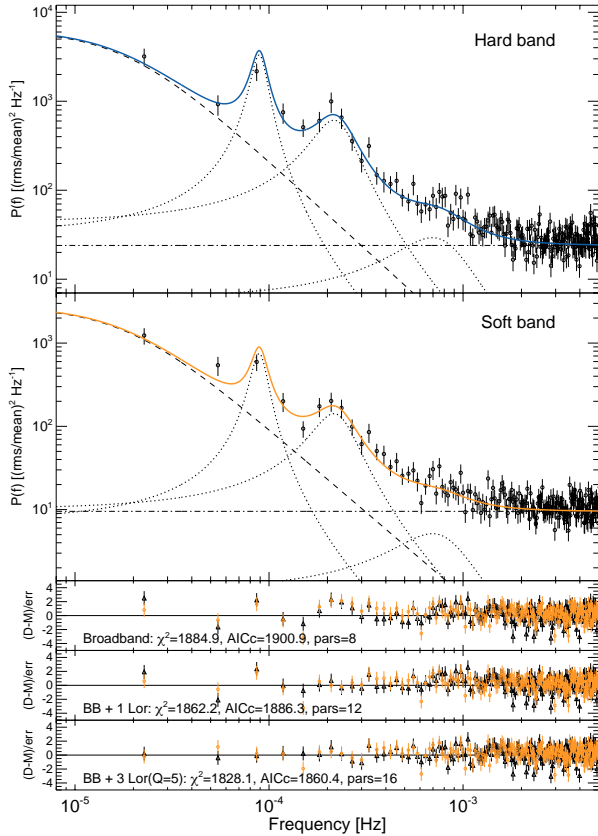 Hard band
P(f) [(rms/mean)² Hz⁻¹]
10⁴
10³
10²
10¹
Soft band
P(f) [(rms/mean)² Hz⁻¹]
10³
10²
10¹
(D-M)/err
4
2
0
-2
-4
Broadband: χ²=1884.9, AICc=1900.9, pars=8
(D-M)/err
4
2
0
-2
-4
BB + 1 Lor: χ²=1862.2, AICc=1886.3, pars=12
(D-M)/err
4
2
0
-2
-4
BB + 3 Lor(Q=5): χ²=1828.1, AICc=1860.4, pars=16
10⁻⁵ 10⁻⁴ 10⁻³
Frequency [Hz]